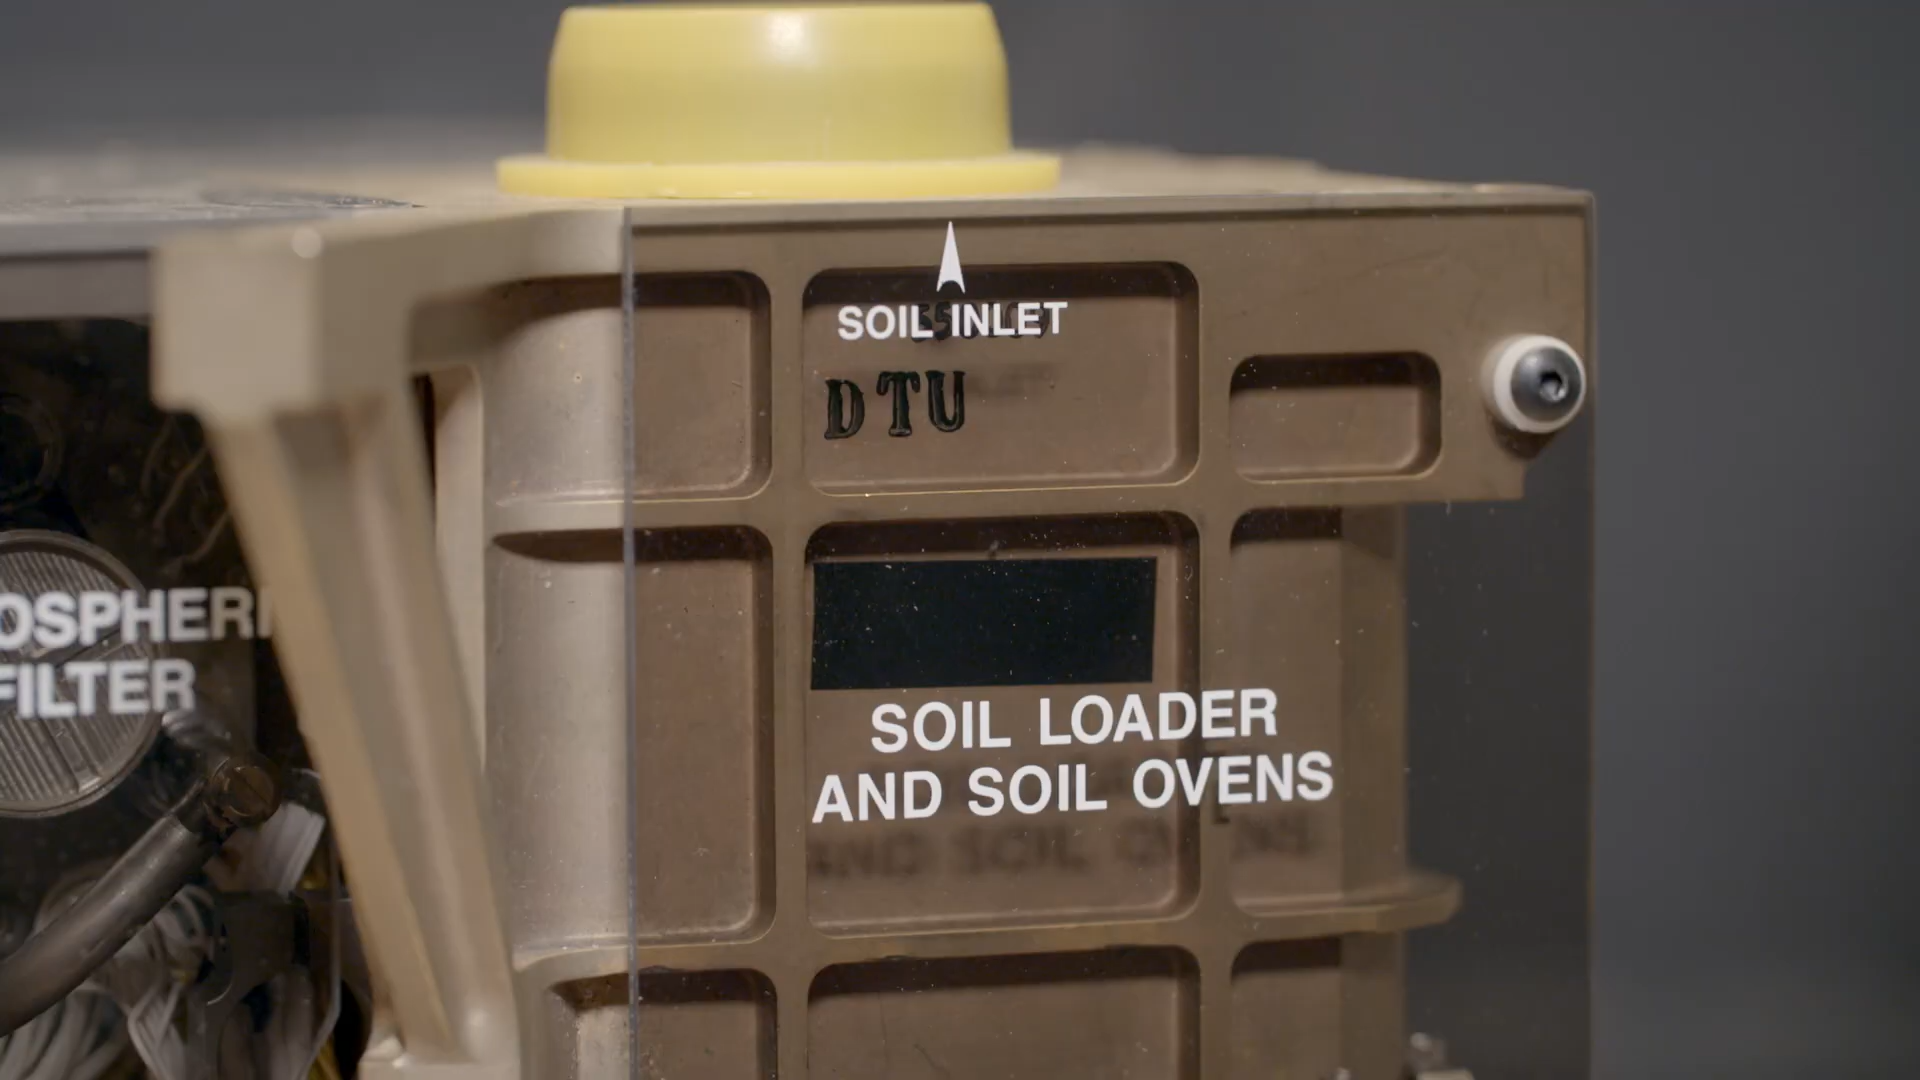 SOIL INLET
DTU
OSPHERI
FILTER
SOIL LOADER
AND SOIL OVENS